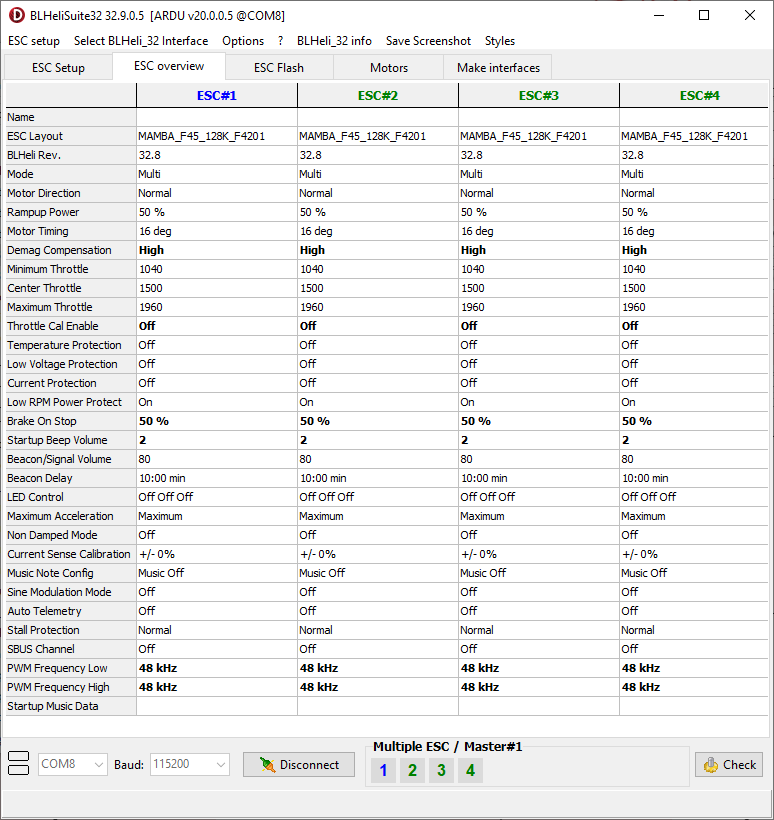 BLHeliSuite32 32.9.0.5 [ARDU v20.0.0.5 @COM8]
ESC setup Select BLHeli_32 Interface Options ? BLHeli_32 info Save Screenshot Styles
ESC Setup ESC overview ESC Flash Motors Make interfaces
ESC#1 ESC#2 ESC#3 ESC#4
Name
ESC Layout MAMBA_F45_128K_F4201 MAMBA_F45_128K_F4201 MAMBA_F45_128K_F4201 MAMBA_F45_128K_F4201
BLHeli Rev. 32.8 32.8 32.8 32.8
Mode Multi Multi Multi Multi
Motor Direction Normal Normal Normal Normal
Rampup Power 50 % 50 % 50 % 50 %
Motor Timing 16 deg 16 deg 16 deg 16 deg
Demag Compensation High High High High
Minimum Throttle 1040 1040 1040 1040
Center Throttle 1500 1500 1500 1500
Maximum Throttle 1960 1960 1960 1960
Throttle Cal Enable Off Off Off Off
Temperature Protection Off Off Off Off
Low Voltage Protection Off Off Off Off
Current Protection Off Off Off Off
Low RPM Power Protect On On On On
Brake On Stop 50 % 50 % 50 % 50 %
Startup Beep Volume 2 2 2 2
Beacon/Signal Volume 80 80 80 80
Beacon Delay 10:00 min 10:00 min 10:00 min 10:00 min
LED Control Off Off Off Off Off Off Off Off Off Off Off Off
Maximum Acceleration Maximum Maximum Maximum Maximum
Non Damped Mode Off Off Off Off
Current Sense Calibration +/- 0% +/- 0% +/- 0% +/- 0%
Music Note Config Music Off Music Off Music Off Music Off
Sine Modulation Mode Off Off Off Off
Auto Telemetry Off Off Off Off
Stall Protection Normal Normal Normal Normal
SBUS Channel Off Off Off Off
PWM Frequency Low 48 kHz 48 kHz 48 kHz 48 kHz
PWM Frequency High 48 kHz 48 kHz 48 kHz 48 kHz
Startup Music Data
Multiple ESC / Master#1
COM8 Baud: 115200 Disconnect 1 2 3 4 Check